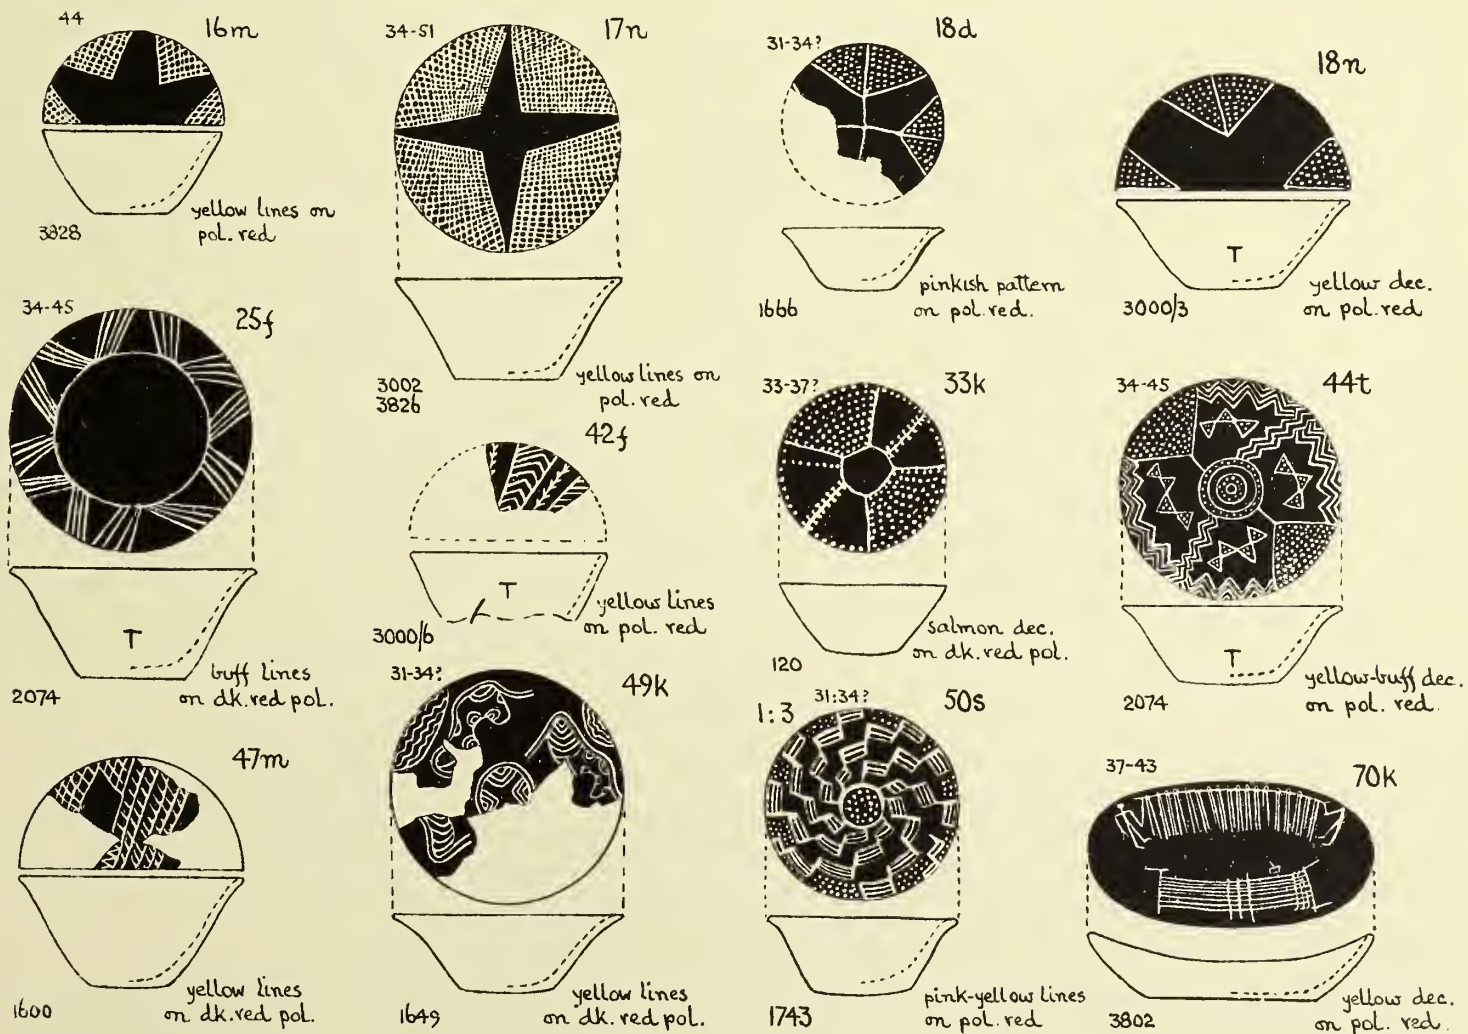 44
16m
3828
yellow lines on
pol. red
34-51
17n
3002
3826
yellow lines on
pol. red
31-34?
18d
1666
pinkish pattern
on pol. red.
18n
T
3000/3
yellow dec.
on pol. red
34-45
25f
T
2074
buff lines
on dk. red pol.
42f
T
3000/6
yellow lines
on pol. red
33-37?
33k
120
salmon dec.
on dk. red pol.
34-45
44t
T
2074
yellow-buff dec.
on pol. red.
47m
1600
yellow lines
on dk. red pol.
31-34?
49k
1649
yellow lines
on dk. red pol.
1:3
31:34?
50s
1743
pink-yellow lines
on pol. red
37-43
70k
3802
yellow dec.
on pol. red.